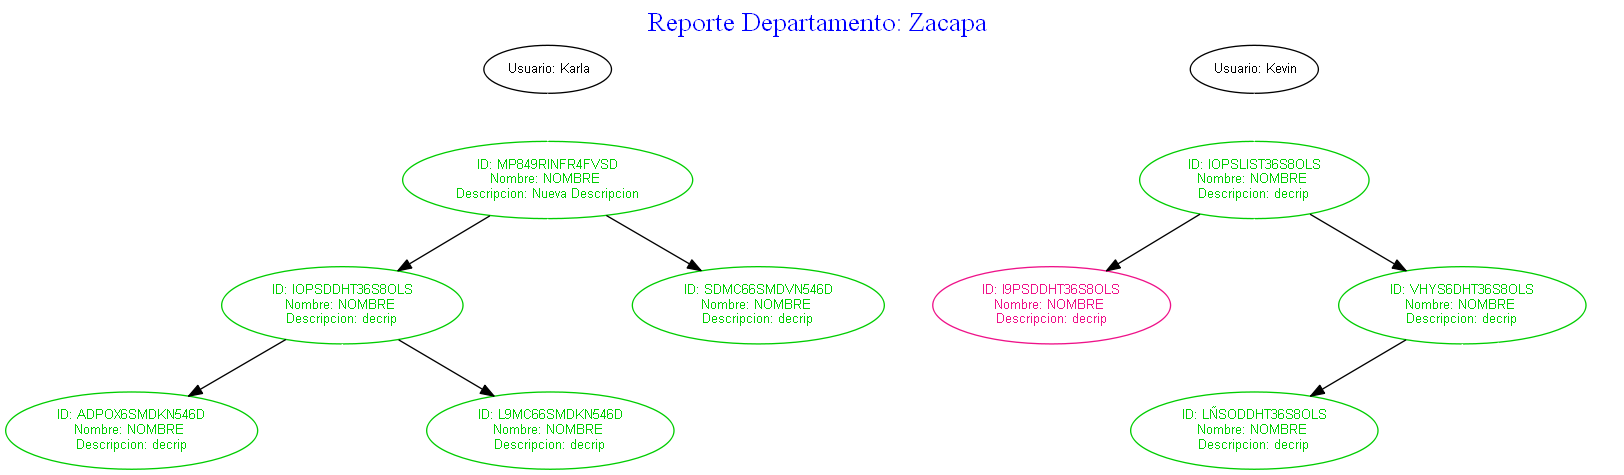 Reporte Departamento: Zacapa
Usuario: Karla
Usuario: Kevin
ID: MP849RINFR4FVSD
Nombre: NOMBRE
Descripcion: Nueva Descripcion
ID: IOPSLIST36S8OLS
Nombre: NOMBRE
Descripcion: decrip
ID: IOPSDDHT36S8OLS
Nombre: NOMBRE
Descripcion: decrip
ID: SDMC66SMDVN546D
Nombre: NOMBRE
Descripcion: decrip
ID: I9PSDDHT36S8OLS
Nombre: NOMBRE
Descripcion: decrip
ID: VHYS6DHT36S8OLS
Nombre: NOMBRE
Descripcion: decrip
ID: ADPOX6SMDKN546D
Nombre: NOMBRE
Descripcion: decrip
ID: L9MC66SMDKN546D
Nombre: NOMBRE
Descripcion: decrip
ID: LÑSODDHT36S8OLS
Nombre: NOMBRE
Descripcion: decrip